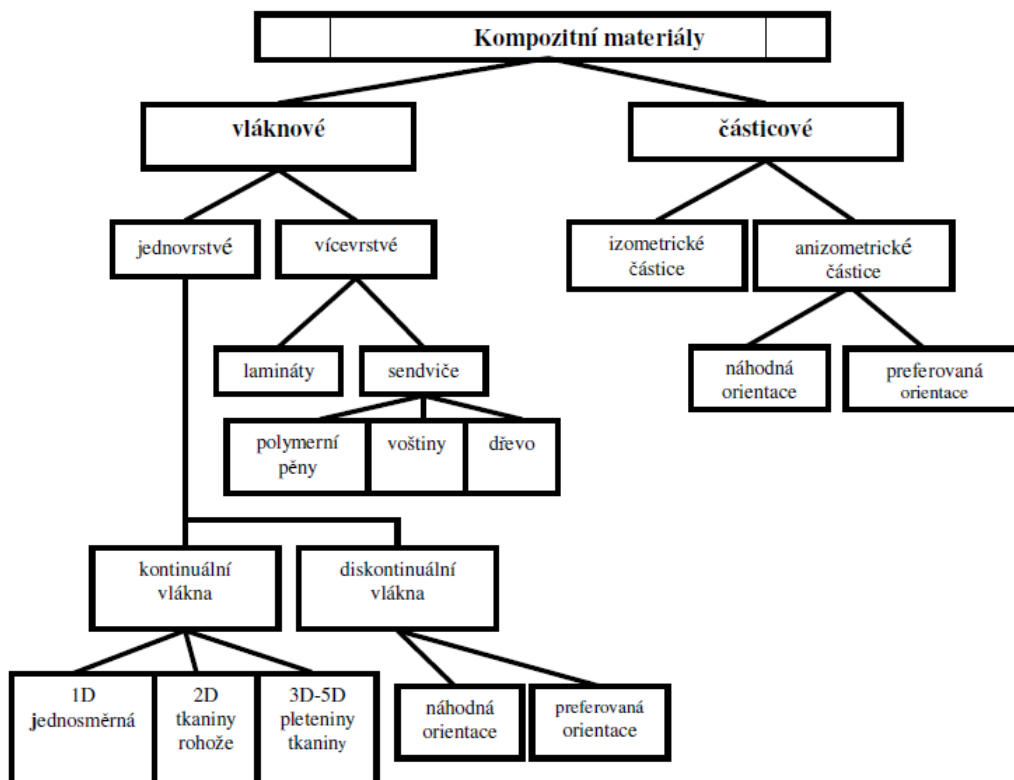 Kompozitní materiály
vláknové
částicové
jednovrstvé
vícevrstvé
izometrické
částice
anizometrické
částice
lamináty
sendviče
náhodná
orientace
preferovaná
orientace
polymerní
pěny
voštiny
dřevo
kontinuální
vlákna
diskontinuální
vlákna
1D
jednosměrná
2D
tkaniny
rohože
3D-5D
pleteniny
tkaniny
náhodná
orientace
preferovaná
orientace